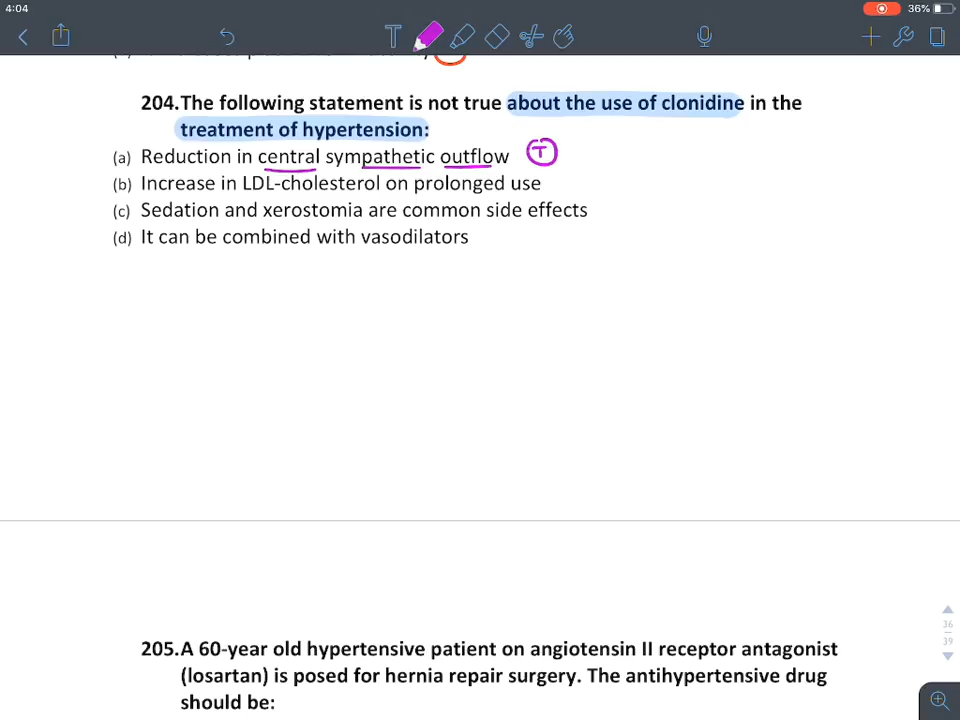 4:04
36%
T
204.The following statement is not true about the use of clonidine in the
treatment of hypertension:
(a) Reduction in central sympathetic outflow T
(b) Increase in LDL-cholesterol on prolonged use
(c) Sedation and xerostomia are common side effects
(d) It can be combined with vasodilators
36
39
205.A 60-year old hypertensive patient on angiotensin II receptor antagonist
(losartan) is posed for hernia repair surgery. The antihypertensive drug
should be: